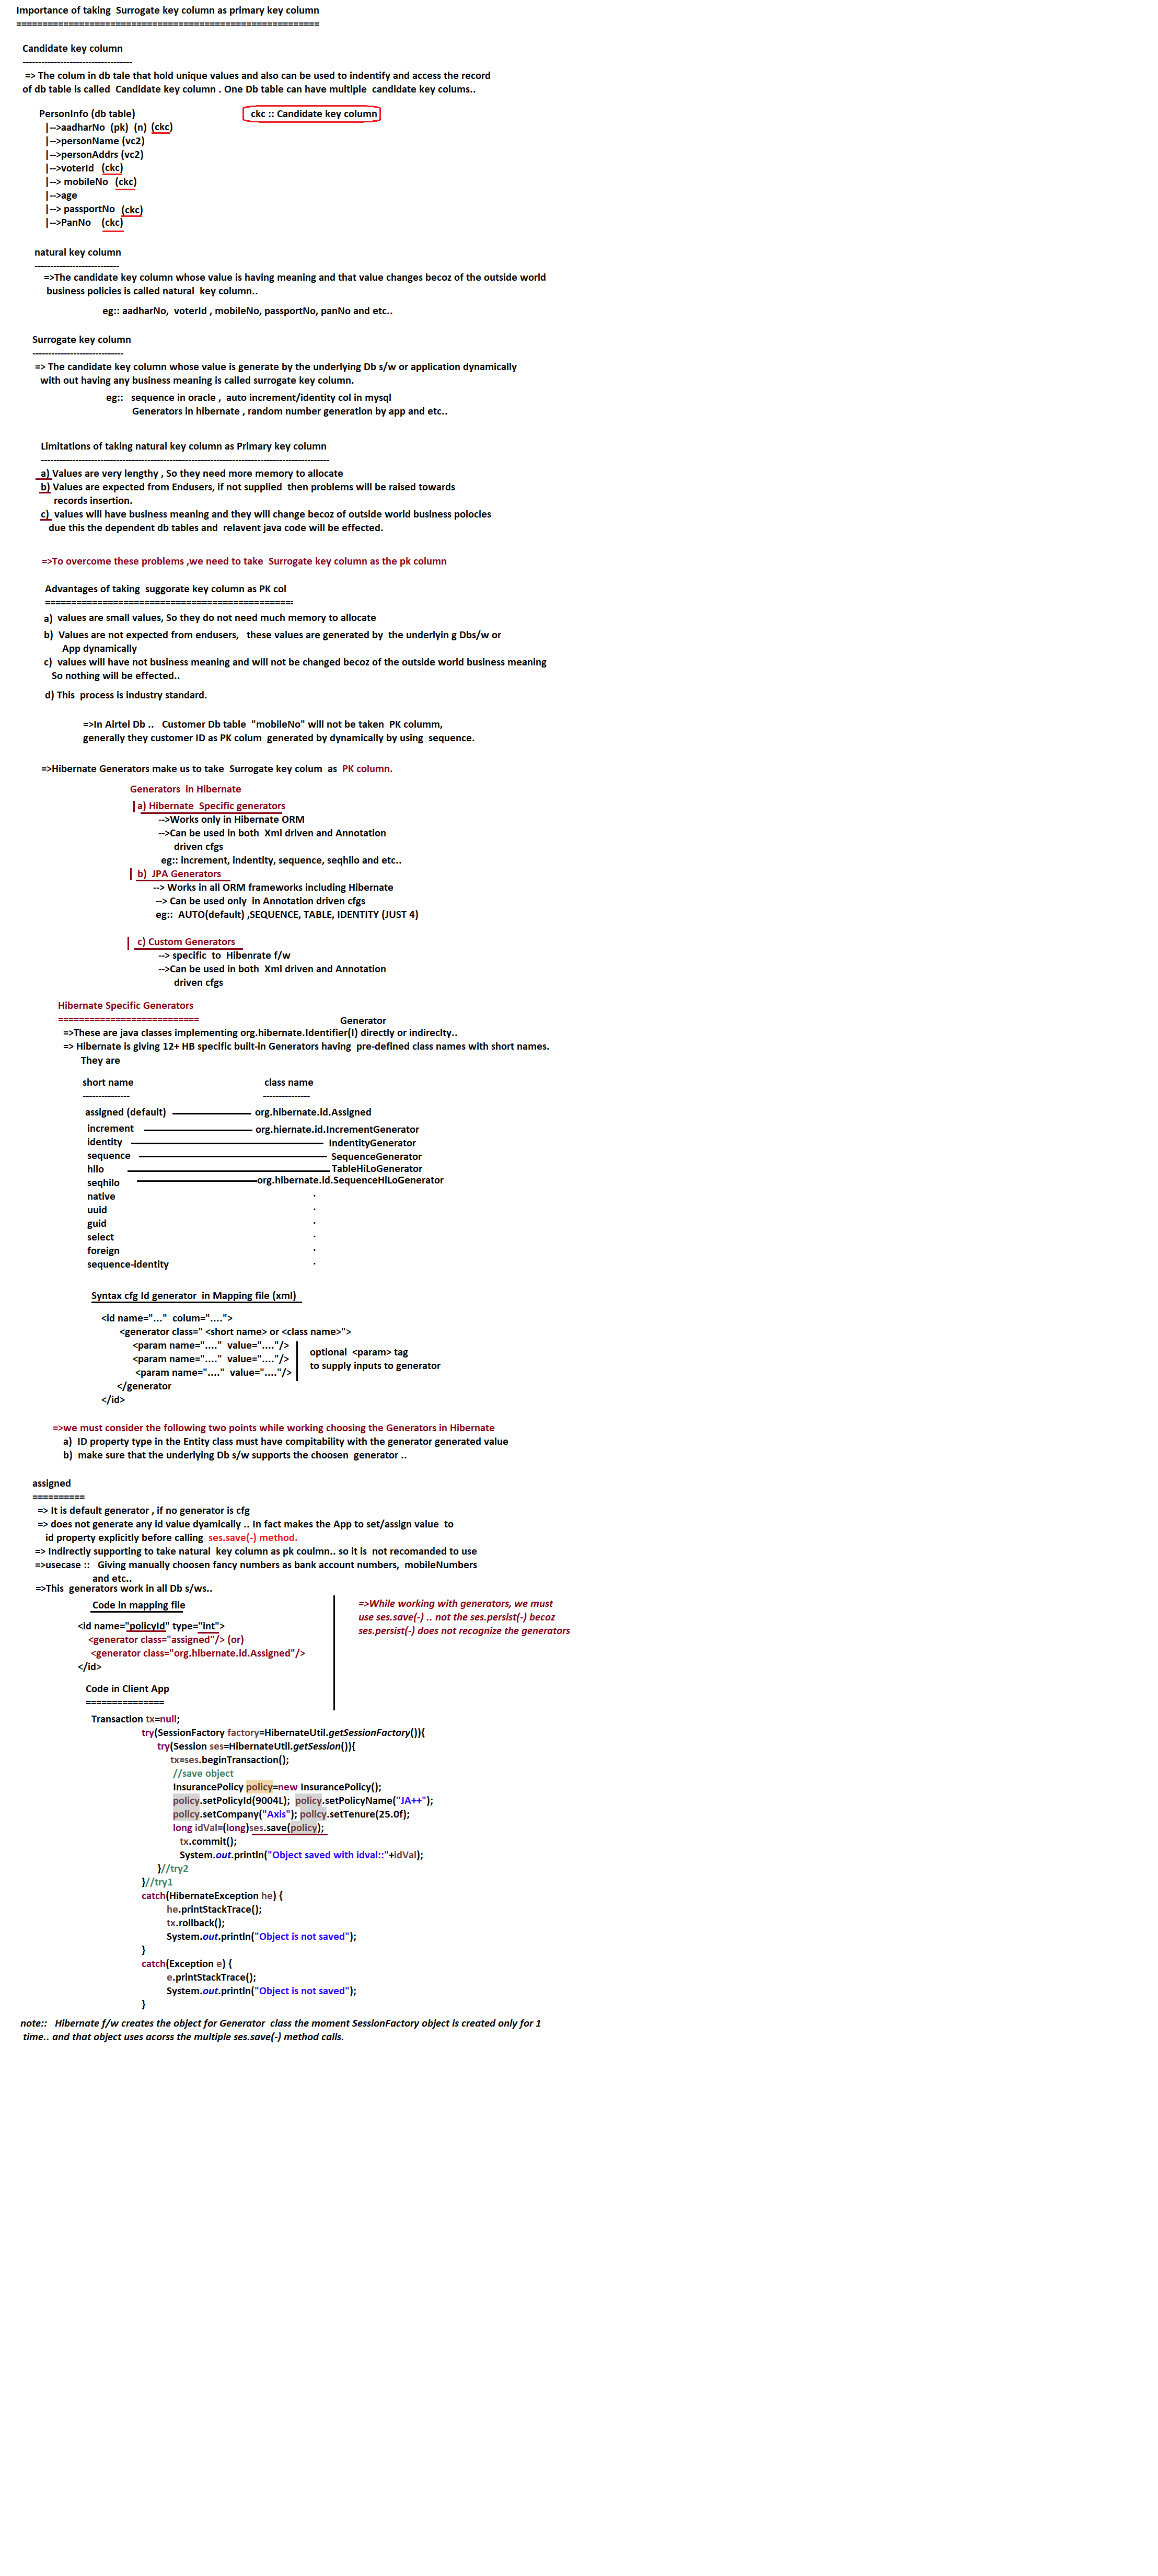 Importance of taking  Surrogate key column as primary key column
==========================================================
Candidate key column
----------------------------------
=> The colum in db tale that hold unique values and also can be used to indentify and access the record
of db table is called  Candidate key column . One Db table can have multiple  candidate key colums..
PersonInfo (db table)
ckc :: Candidate key column
|-->aadharNo  (pk)  (n)  (ckc)
|-->personName (vc2)
|-->personAddrs (vc2)
|-->voterId   (ckc)
|--> mobileNo   (ckc)
|-->age
|--> passportNo   (ckc)
|-->PanNo    (ckc)
natural key column
---------------------------
=>The candidate key column whose value is having meaning and that value changes becoz of the outside world
business policies is called natural  key column..
eg:: aadharNo,  voterId , mobileNo, passportNo, panNo and etc..
Surrogate key column
-----------------------------
=> The candidate key column whose value is generate by the underlying Db s/w or application dynamically
with out having any business meaning is called surrogate key column.
eg::   sequence in oracle ,  auto increment/identity col in mysql
Generators in hibernate , random number generation by app and etc..
Limitations of taking natural key column as Primary key column
--------------------------------------------------------------------------------------------
a) Values are very lengthy , So they need more memory to allocate
b) Values are expected from Endusers, if not supplied  then problems will be raised towards
records insertion.
c)  values will have business meaning and they will change becoz of outside world business polocies
due this the dependent db tables and  relavent java code will be effected.
=>To overcome these problems ,we need to take  Surrogate key column as the pk column
Advantages of taking  suggorate key column as PK col
================================================
a)  values are small values, So they do not need much memory to allocate
b)  Values are not expected from endusers,   these values are generated by  the underlyin g Dbs/w or
App dynamically
c)  values will have not business meaning and will not be changed becoz of the outside world business meaning
So nothing will be effected..
d) This  process is industry standard.
=>In Airtel Db ..   Customer Db table  "mobileNo" will not be taken  PK columm,
generally they customer ID as PK colum  generated by dynamically by using  sequence.
=>Hibernate Generators make us to take  Surrogate key colum  as  PK column.
Generators  in Hibernate
a) Hibernate  Specific generators
-->Works only in Hibernate ORM
-->Can be used in both  Xml driven and Annotation
driven cfgs
eg:: increment, indentity, sequence, seqhilo and etc..
b)  JPA Generators
--> Works in all ORM frameworks including Hibernate
--> Can be used only  in Annotation driven cfgs
eg::  AUTO(default) ,SEQUENCE, TABLE, IDENTITY (JUST 4)
c) Custom Generators
--> specific  to  Hibenrate f/w
-->Can be used in both  Xml driven and Annotation
driven cfgs
Hibernate Specific Generators
===========================
Generator
=>These are java classes implementing org.hibernate.Identifier(I) directly or indireclty..
=> Hibernate is giving 12+ HB specific built-in Generators having  pre-defined class names with short names.
They are
short name    class name
---------------    ---------------
assigned (default)    org.hibernate.id.Assigned
increment    org.hiernate.id.IncrementGenerator
identity    IndentityGenerator
sequence    SequenceGenerator
hilo    TableHiLoGenerator
seqhilo    org.hibernate.id.SequenceHiLoGenerator
native    .
uuid    .
guid    .
select    .
foreign    .
sequence-identity    .
Syntax cfg Id generator  in Mapping file (xml)
<id name="..."  colum="....">
<generator class=" <short name> or <class name>">
<param name="...."  value="...."/>
optional  <param> tag
<param name="...."  value="...."/>
to supply inputs to generator
<param name="...."  value="...."/>
</generator
</id>
=>we must consider the following two points while working choosing the Generators in Hibernate
a)  ID property type in the Entity class must have compitability with the generator generated value
b)  make sure that the underlying Db s/w supports the choosen  generator ..
assigned
==========
=> It is default generator , if no generator is cfg
=> does not generate any id value dyamically .. In fact makes the App to set/assign value  to
id property explicitly before calling  ses.save(-) method.
=> Indirectly supporting to take natural  key column as pk coulmn.. so it is  not recomanded to use
=>usecase ::   Giving manually choosen fancy numbers as bank account numbers,  mobileNumbers
and etc..
=>This  generators work in all Db s/ws..
Code in mapping file
=>While working with generators, we must
use ses.save(-) .. not the ses.persist(-) becoz
ses.persist(-) does not recognize the generators
<id name="policyId" type="int">
<generator class="assigned"/> (or)
<generator class="org.hibernate.id.Assigned"/>
</id>
Code in Client App
===============
Transaction tx=null;
try(SessionFactory factory=HibernateUtil.getSessionFactory()){
try(Session ses=HibernateUtil.getSession()){
tx=ses.beginTransaction();
//save object
InsurancePolicy policy=new InsurancePolicy();
policy.setPolicyId(9004L);  policy.setPolicyName("JA++");
policy.setCompany("Axis"); policy.setTenure(25.0f);
long idVal=(long)ses.save(policy);
tx.commit();
System.out.println("Object saved with idval::"+idVal);
}//try2
}//try1
catch(HibernateException he) {
he.printStackTrace();
tx.rollback();
System.out.println("Object is not saved");
}
catch(Exception e) {
e.printStackTrace();
System.out.println("Object is not saved");
}
note::   Hibernate f/w creates the object for Generator  class the moment SessionFactory object is created only for 1
time.. and that object uses acorss the multiple ses.save(-) method calls.